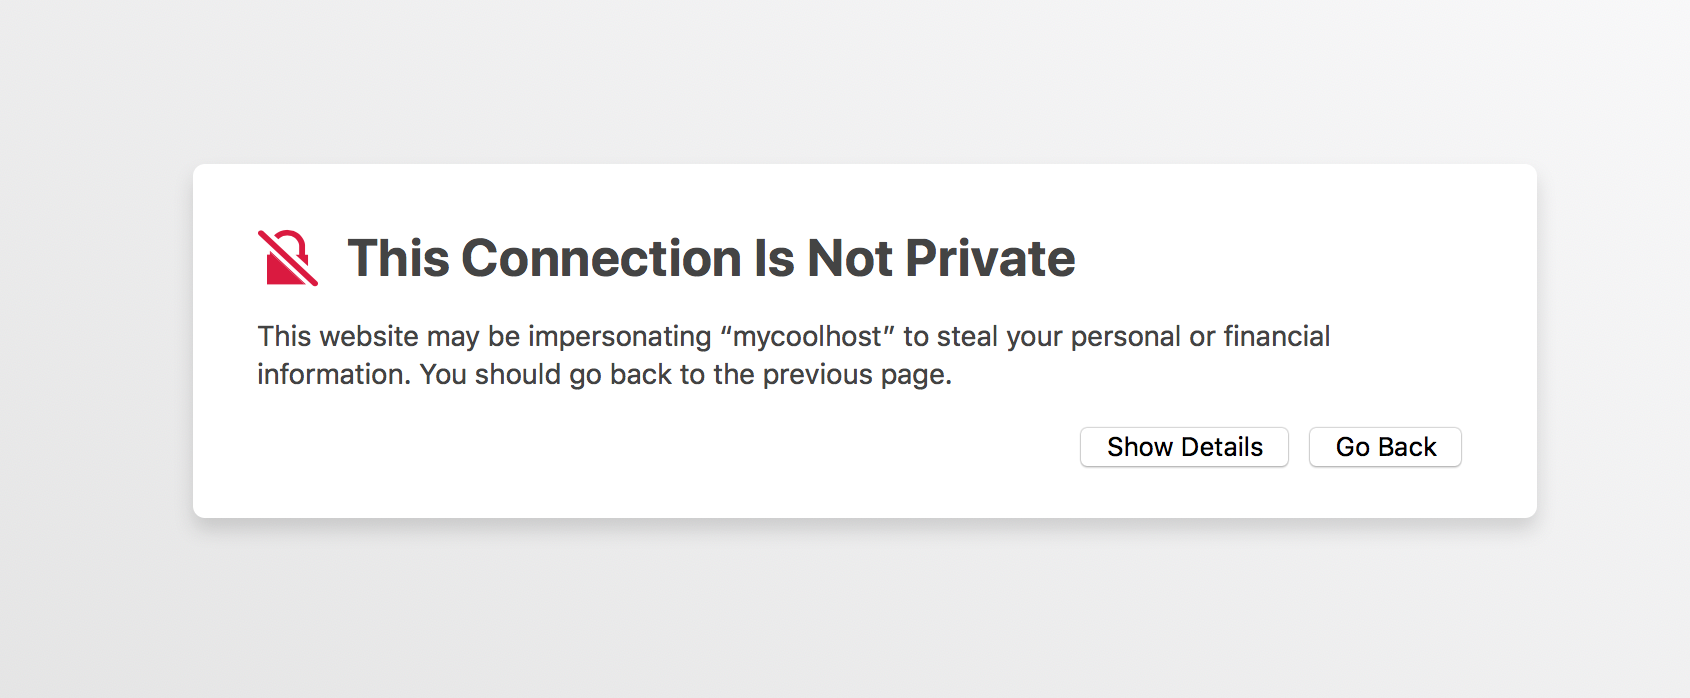 This Connection Is Not Private
This website may be impersonating “mycoolhost” to steal your personal or financial
information. You should go back to the previous page.
Show Details
Go Back